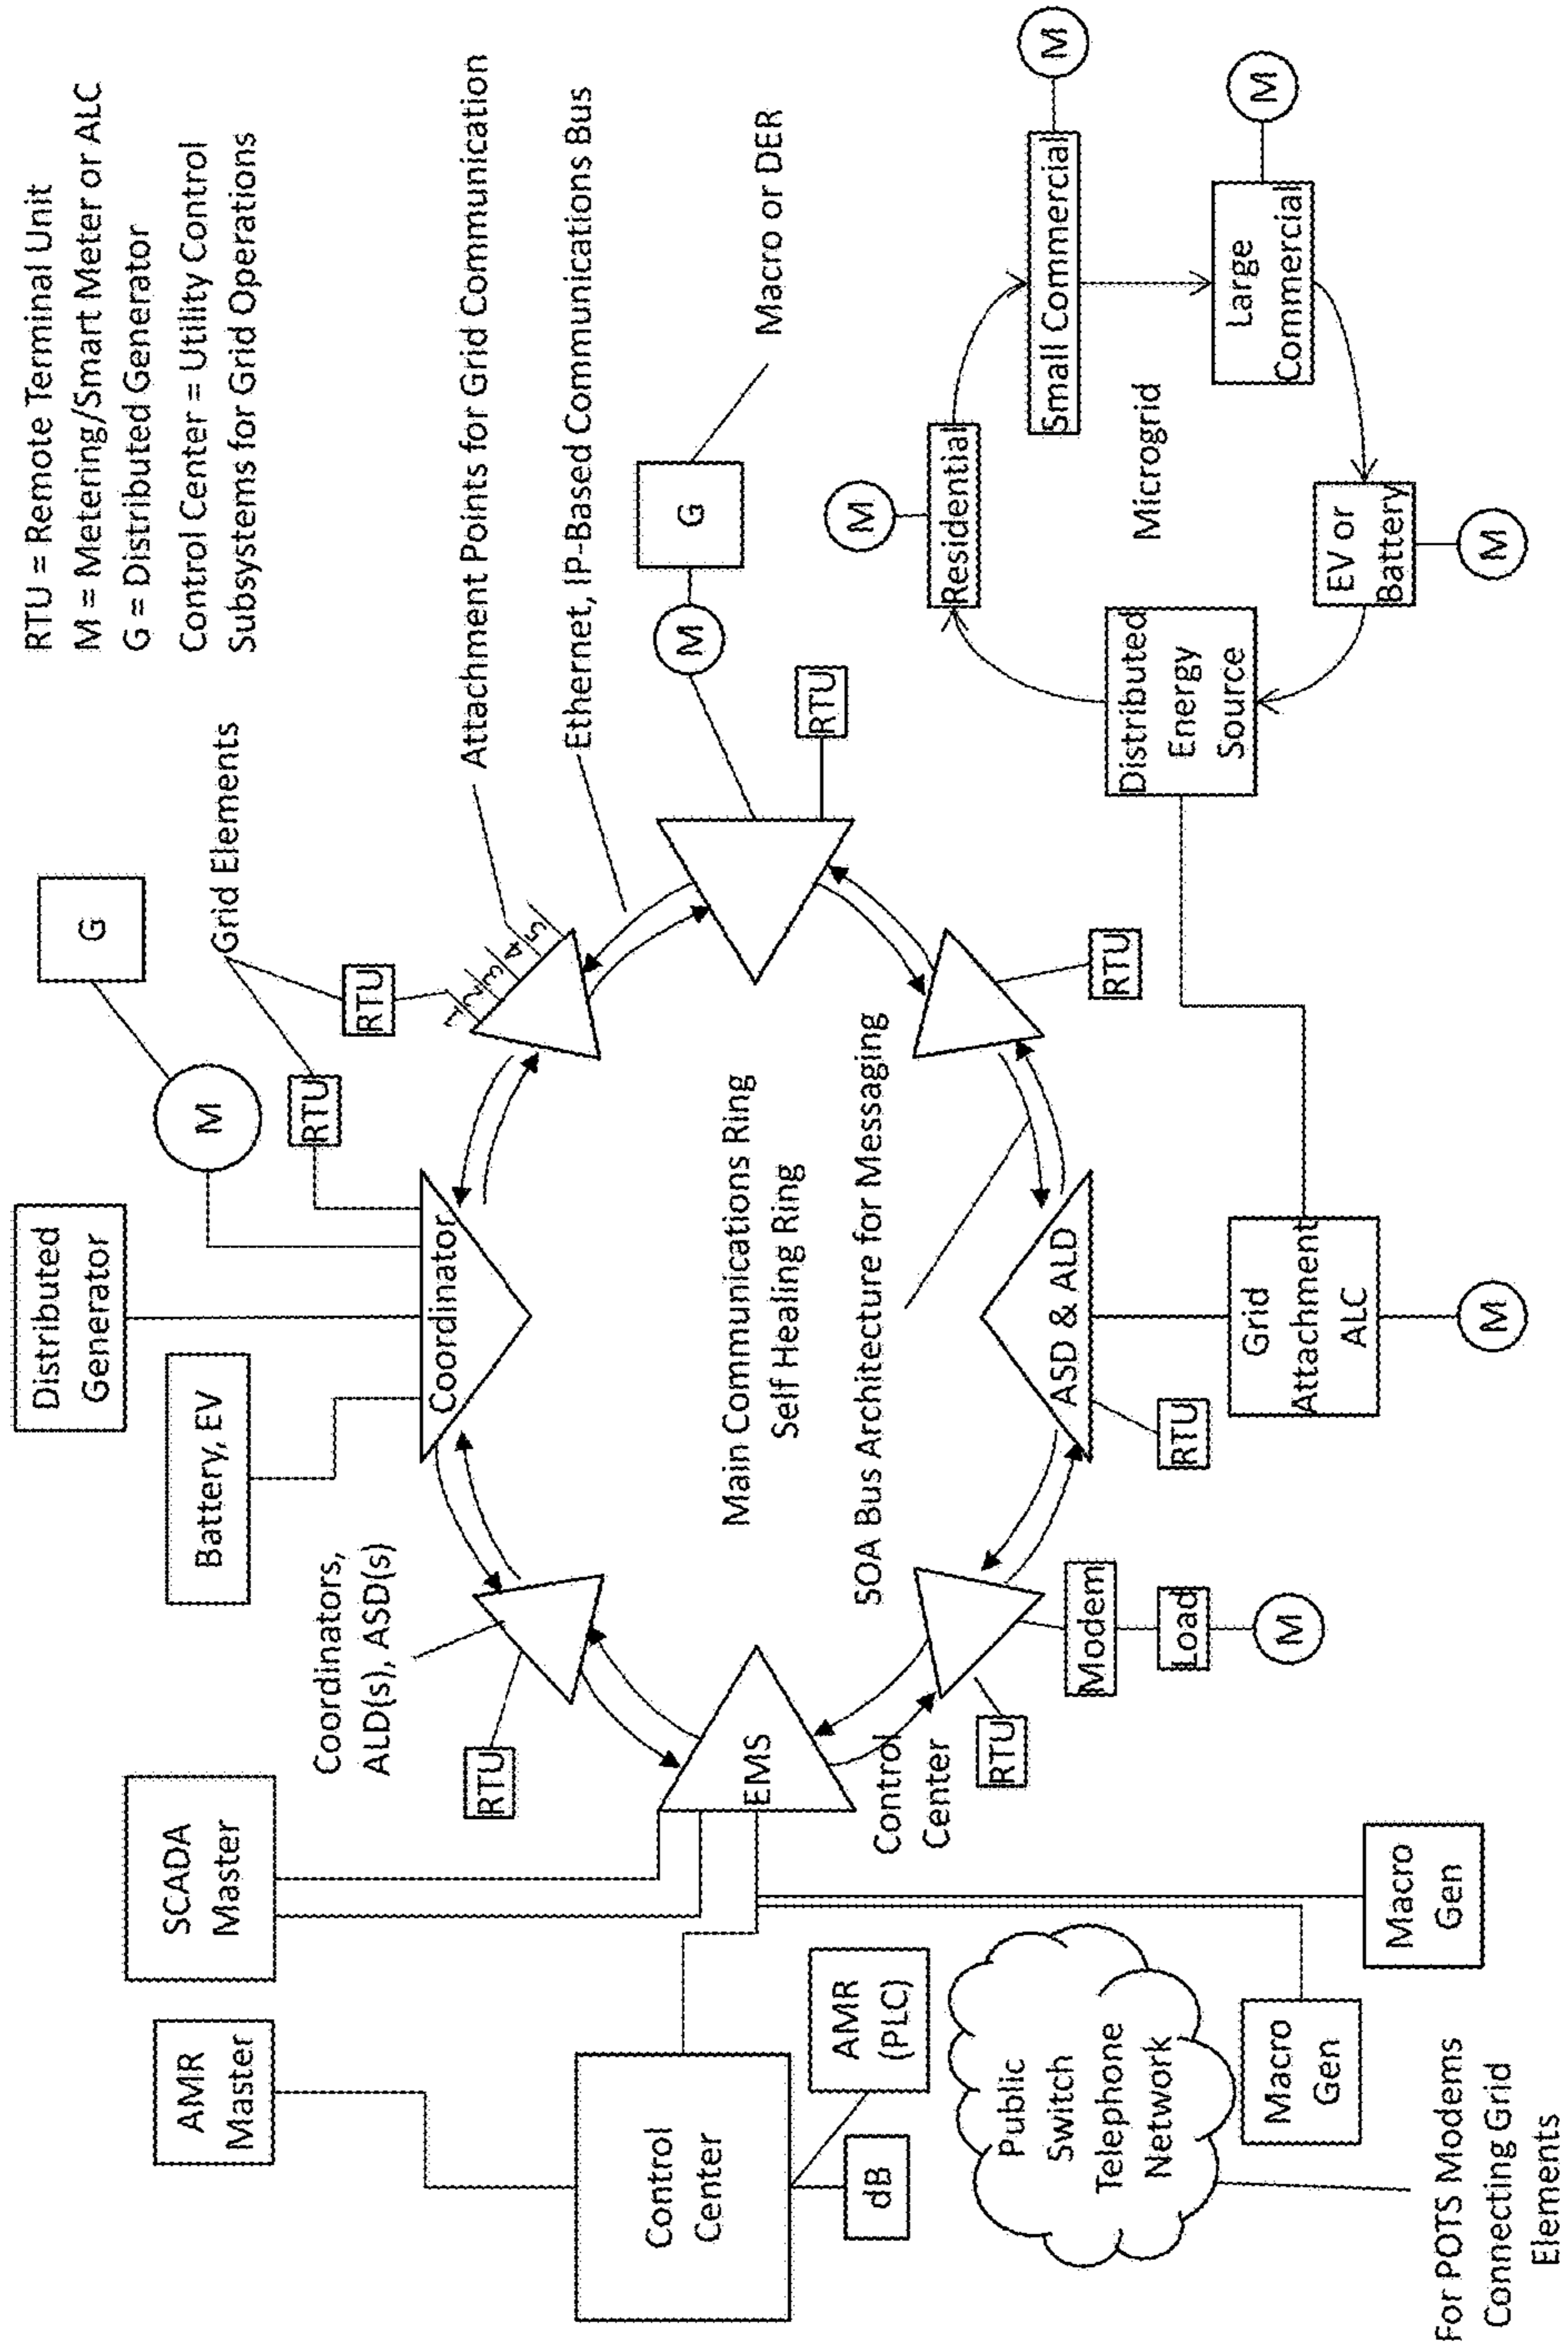 RTU = Remote Terminal Unit
M = Metering/Smart Meter or ALC
G = Distributed Generator
Control Center = Utility Control
Subsystems for Grid Operations
AMR
Master
SCADA
Master
Distributed
Generator
Battery, EV
G
M
RTU
Grid Elements
RTU
Coordinators,
ALD(s), ASD(s)
RTU
Coordinator
1
2
3
4
5
Attachment Points for Grid Communication
Ethernet, IP-Based Communications Bus
Control
Center
EMS
Main Communications Ring
Self Healing Ring
M
G
Macro or DER
RTU
AMR
(PLC)
dB
Control
Center
RTU
SOA Bus Architecture for Messaging
ASD & ALD
RTU
M
Residential
Small Commercial
M
Microgrid
Distributed
Energy
Source
Large
Commercial
M
EV or
Battery
M
Public
Switch
Telephone
Network
Macro
Gen
Macro
Gen
Modem
Load
M
RTU
Grid
Attachment
ALC
M
For POTS Modems
Connecting Grid
Elements